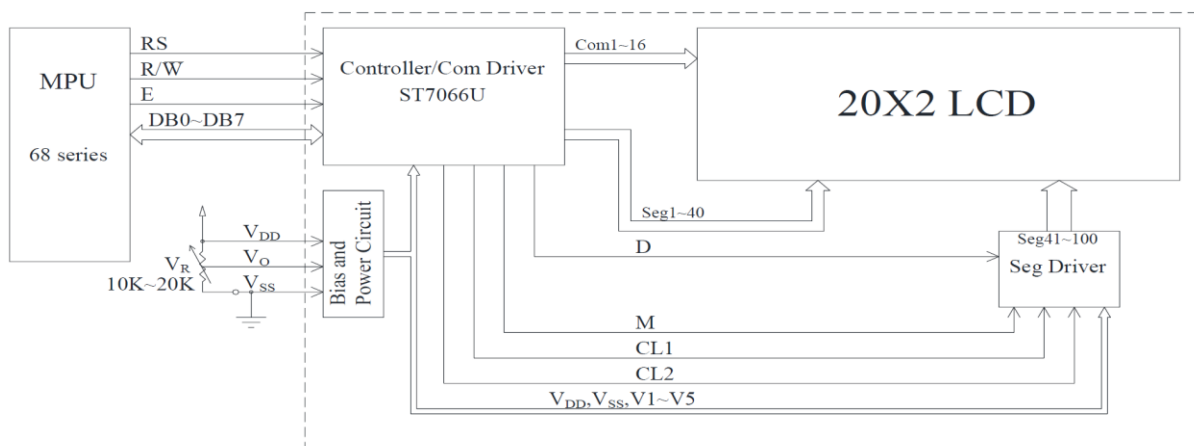 MPU
68 series
RS
R/W
E
DB0~DB7
Controller/Com Driver
ST7066U
Com1~16
20X2 LCD
Seg1~40
Seg41~100
Seg Driver
D
M
CL1
CL2
VDD,VSS,V1~V5
VDD
VO
VSS
VR
10K~20K
Bias and
Power Circuit